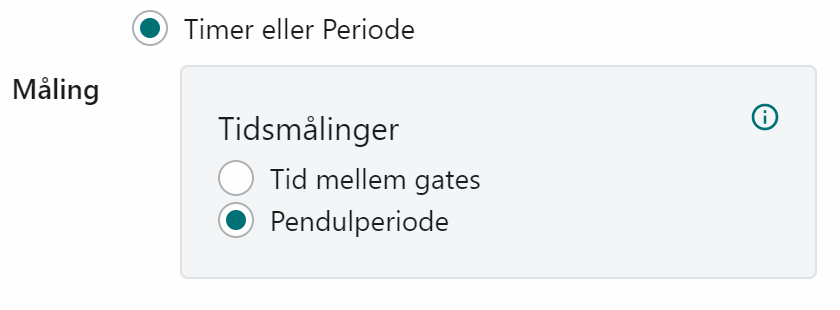 Timer eller Periode
Måling
Tidsmålinger
Tid mellem gates
Pendulperiode